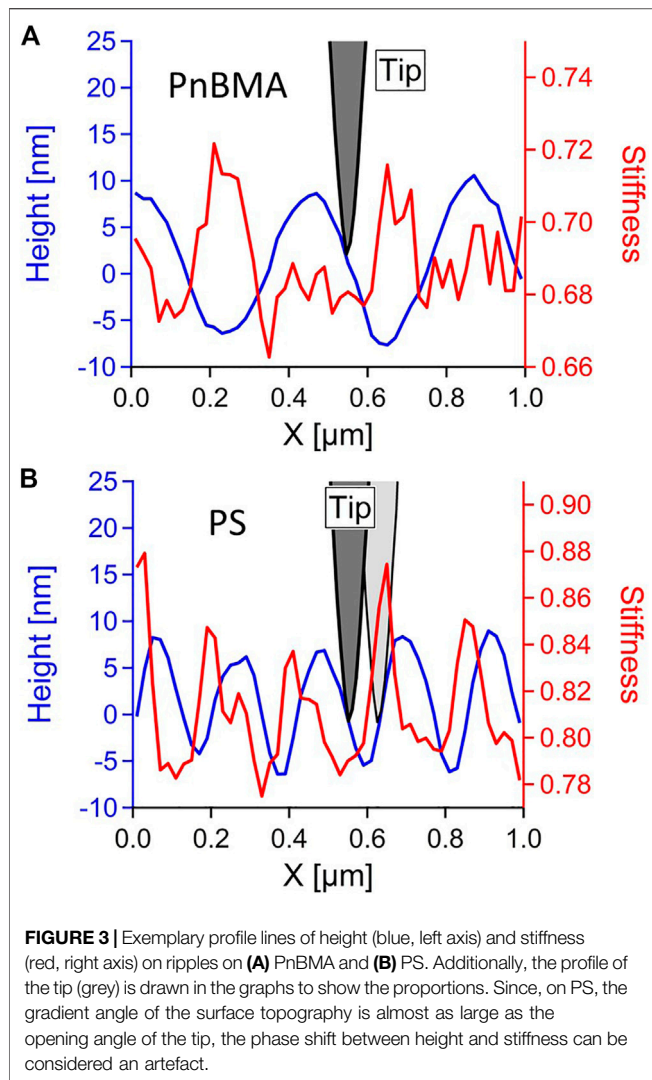 A
PnBMA
Tip
Height [nm]
25
20
15
10
5
0
-5
-10
0.74
0.72
0.70
0.68
0.66
Stiffness
0.0 0.2 0.4 0.6 0.8 1.0
X [µm]
B
PS
Tip
Height [nm]
25
20
15
10
5
0
-5
-10
0.90
0.88
0.86
0.84
0.82
0.80
0.78
Stiffness
0.0 0.2 0.4 0.6 0.8 1.0
X [µm]
FIGURE 3 | Exemplary profile lines of height (blue, left axis) and stiffness
(red, right axis) on ripples on (A) PnBMA and (B) PS. Additionally, the profile of
the tip (grey) is drawn in the graphs to show the proportions. Since, on PS, the
gradient angle of the surface topography is almost as large as the
opening angle of the tip, the phase shift between height and stiffness can be
considered an artefact.